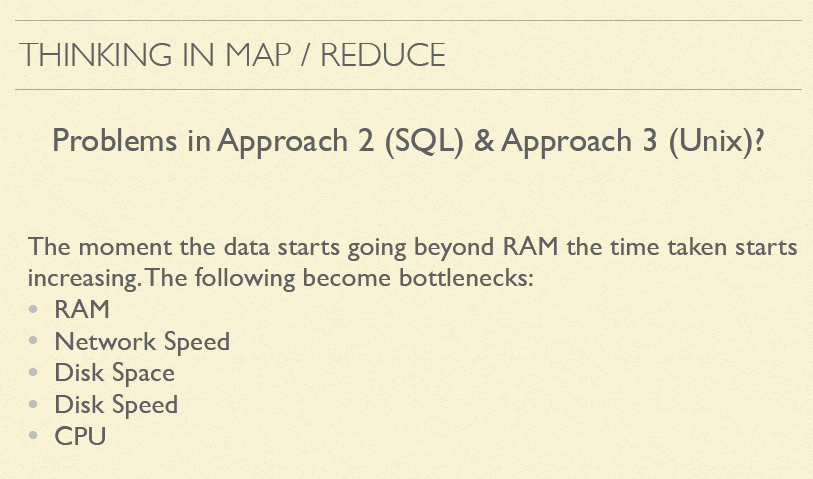 THINKING IN MAP / REDUCE
Problems in Approach 2 (SQL) & Approach 3 (Unix)?
The moment the data starts going beyond RAM the time taken starts
increasing. The following become bottlenecks:
• RAM
• Network Speed
• Disk Space
• Disk Speed
• CPU